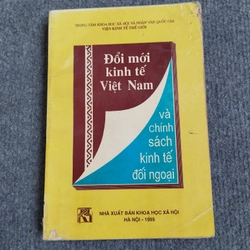 TRUNG TÂM KHOA HỌC XÃ HỘI VÀ NHÂN VĂN QUỐC GIA
VIỆN KINH TẾ THẾ GIỚI
Đổi mới
kinh tế
Việt Nam
và
chính
sách
kinh tế
đối ngoại
NHÀ XUẤT BẢN KHOA HỌC XÃ HỘI
HÀ NỘI - 1995